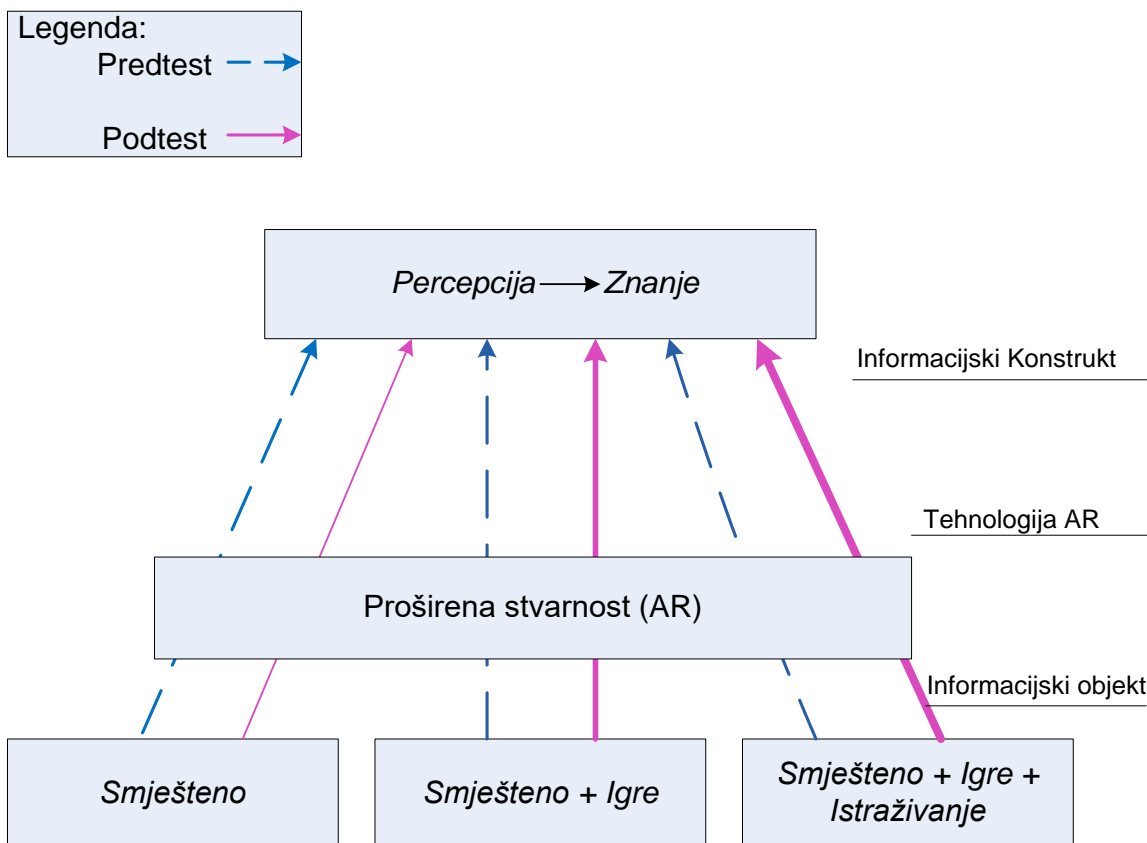 Legenda:
Predtest
Podtest
Percepcija Znanje
Informacijski Konstrukt
Tehnologija AR
Proširena stvarnost (AR)
Informacijski objekt
Smješteno
Smješteno + Igre
Smješteno + Igre +
Istraživanje